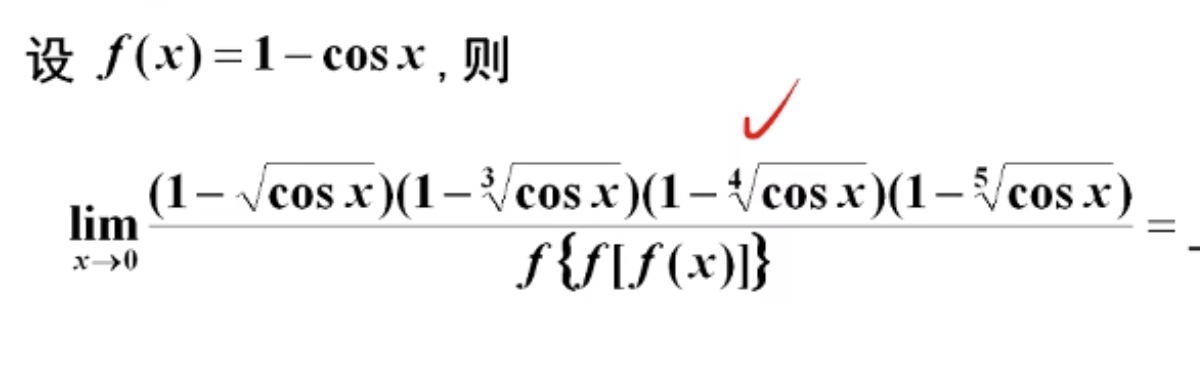 设 f(x)=1−cos x, 则
lim x→0 (1−√cos x)(1−∛cos x)(1−∜cos x)(1−⁵√cos x) / f{f[f(x)]} = _